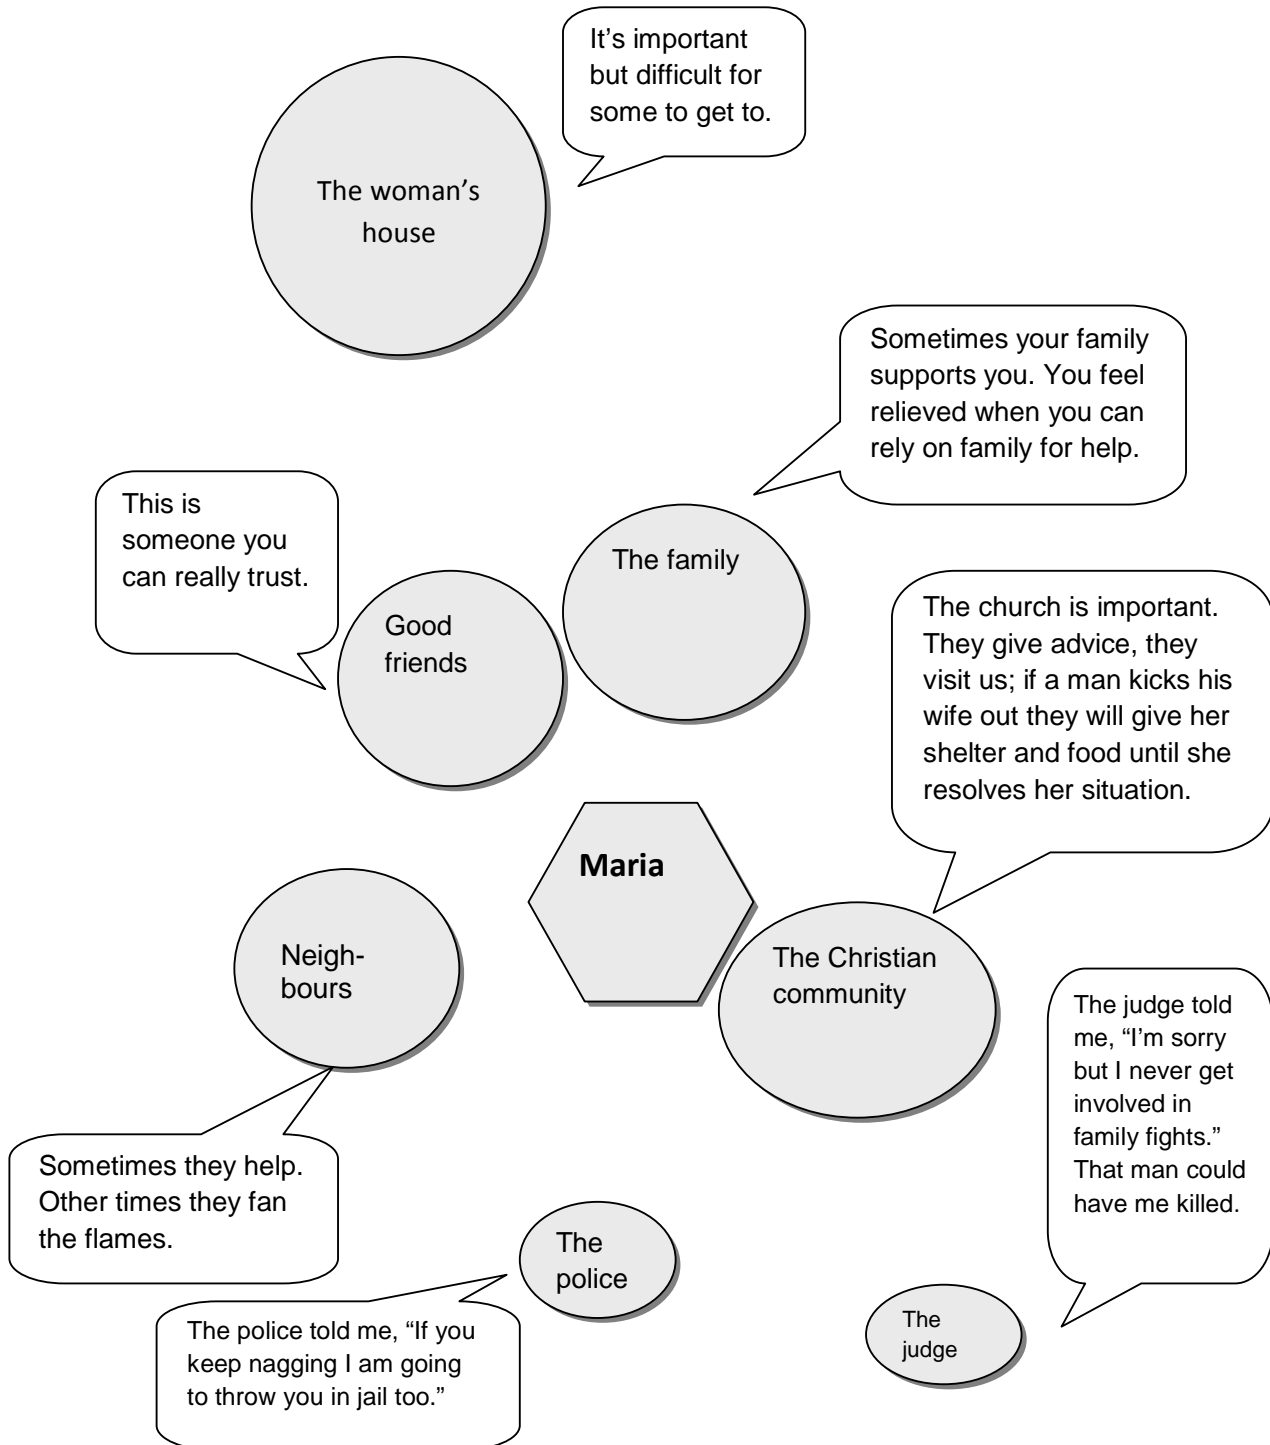 It's important
but difficult for
some to get to.
The woman’s
house
Sometimes your family
supports you. You feel
relieved when you can
rely on family for help.
This is
someone you
can really trust.
The family
Good
friends
The church is important.
They give advice, they
visit us; if a man kicks his
wife out they will give her
shelter and food until she
resolves her situation.
Maria
Neigh-
bours
The Christian
community
The judge told
me, “I’m sorry
but I never get
involved in
family fights.”
That man could
have me killed.
Sometimes they help.
Other times they fan
the flames.
The
police
The police told me, “If you
keep nagging I am going
to throw you in jail too.”
The
judge